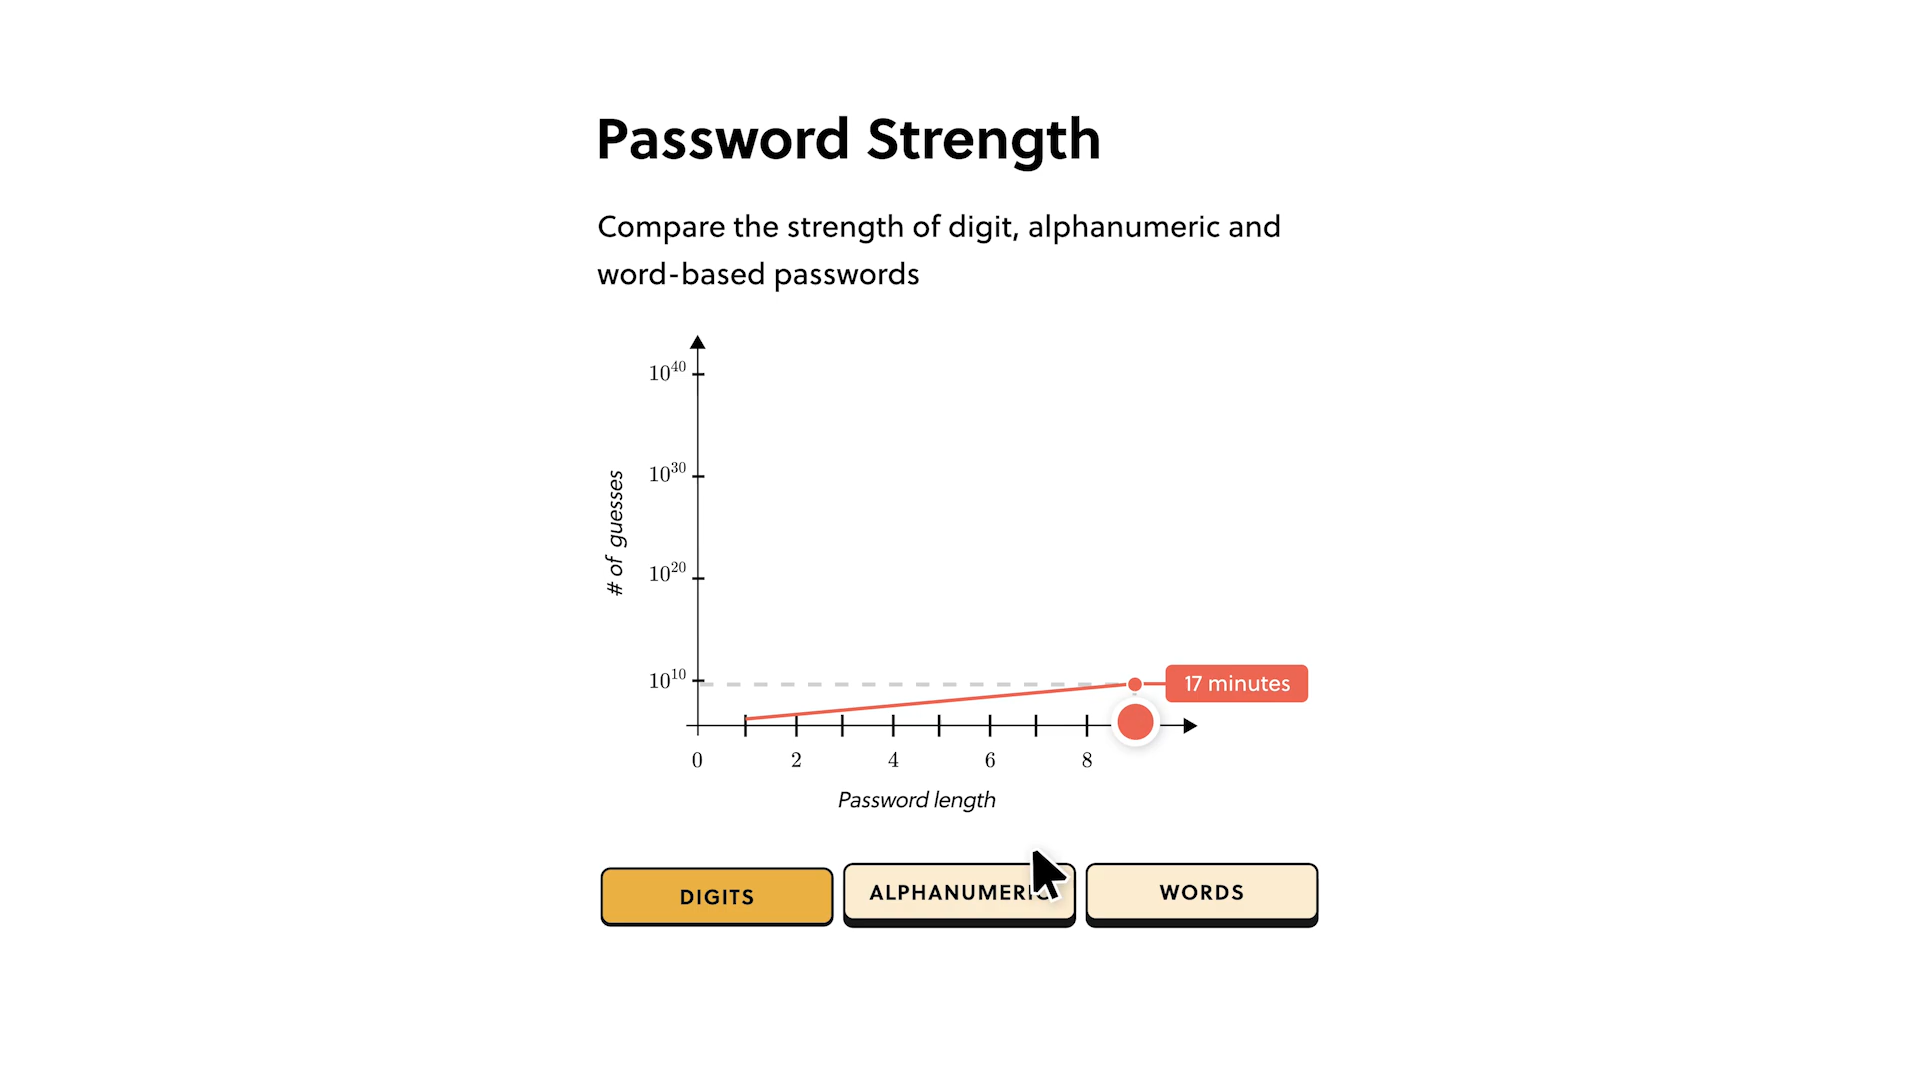 Password Strength
Compare the strength of digit, alphanumeric and
word-based passwords
10^40
10^30
10^20
10^10
# of guesses
17 minutes
0 2 4 6 8
Password length
DIGITS
ALPHANUMERIC
WORDS